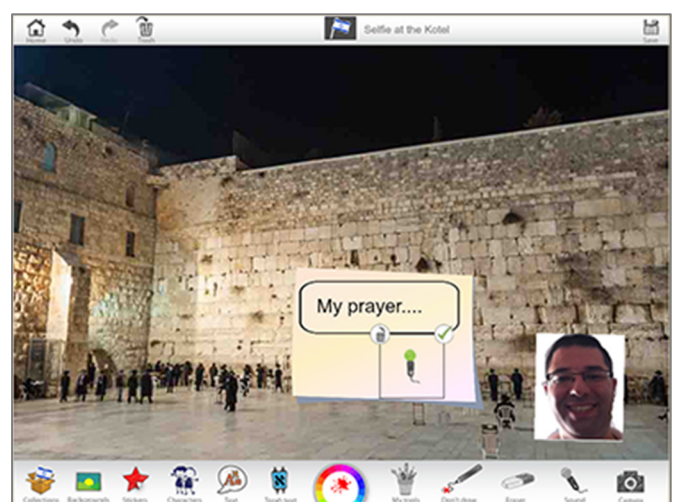 Home
Undo
Redo
Trash
Selfie at the Kotel
Save
My prayer....
Collections
Backgrounds
Stickers
Characters
Text
Torah text
My tools
Don't draw
Eraser
Sound
Camera